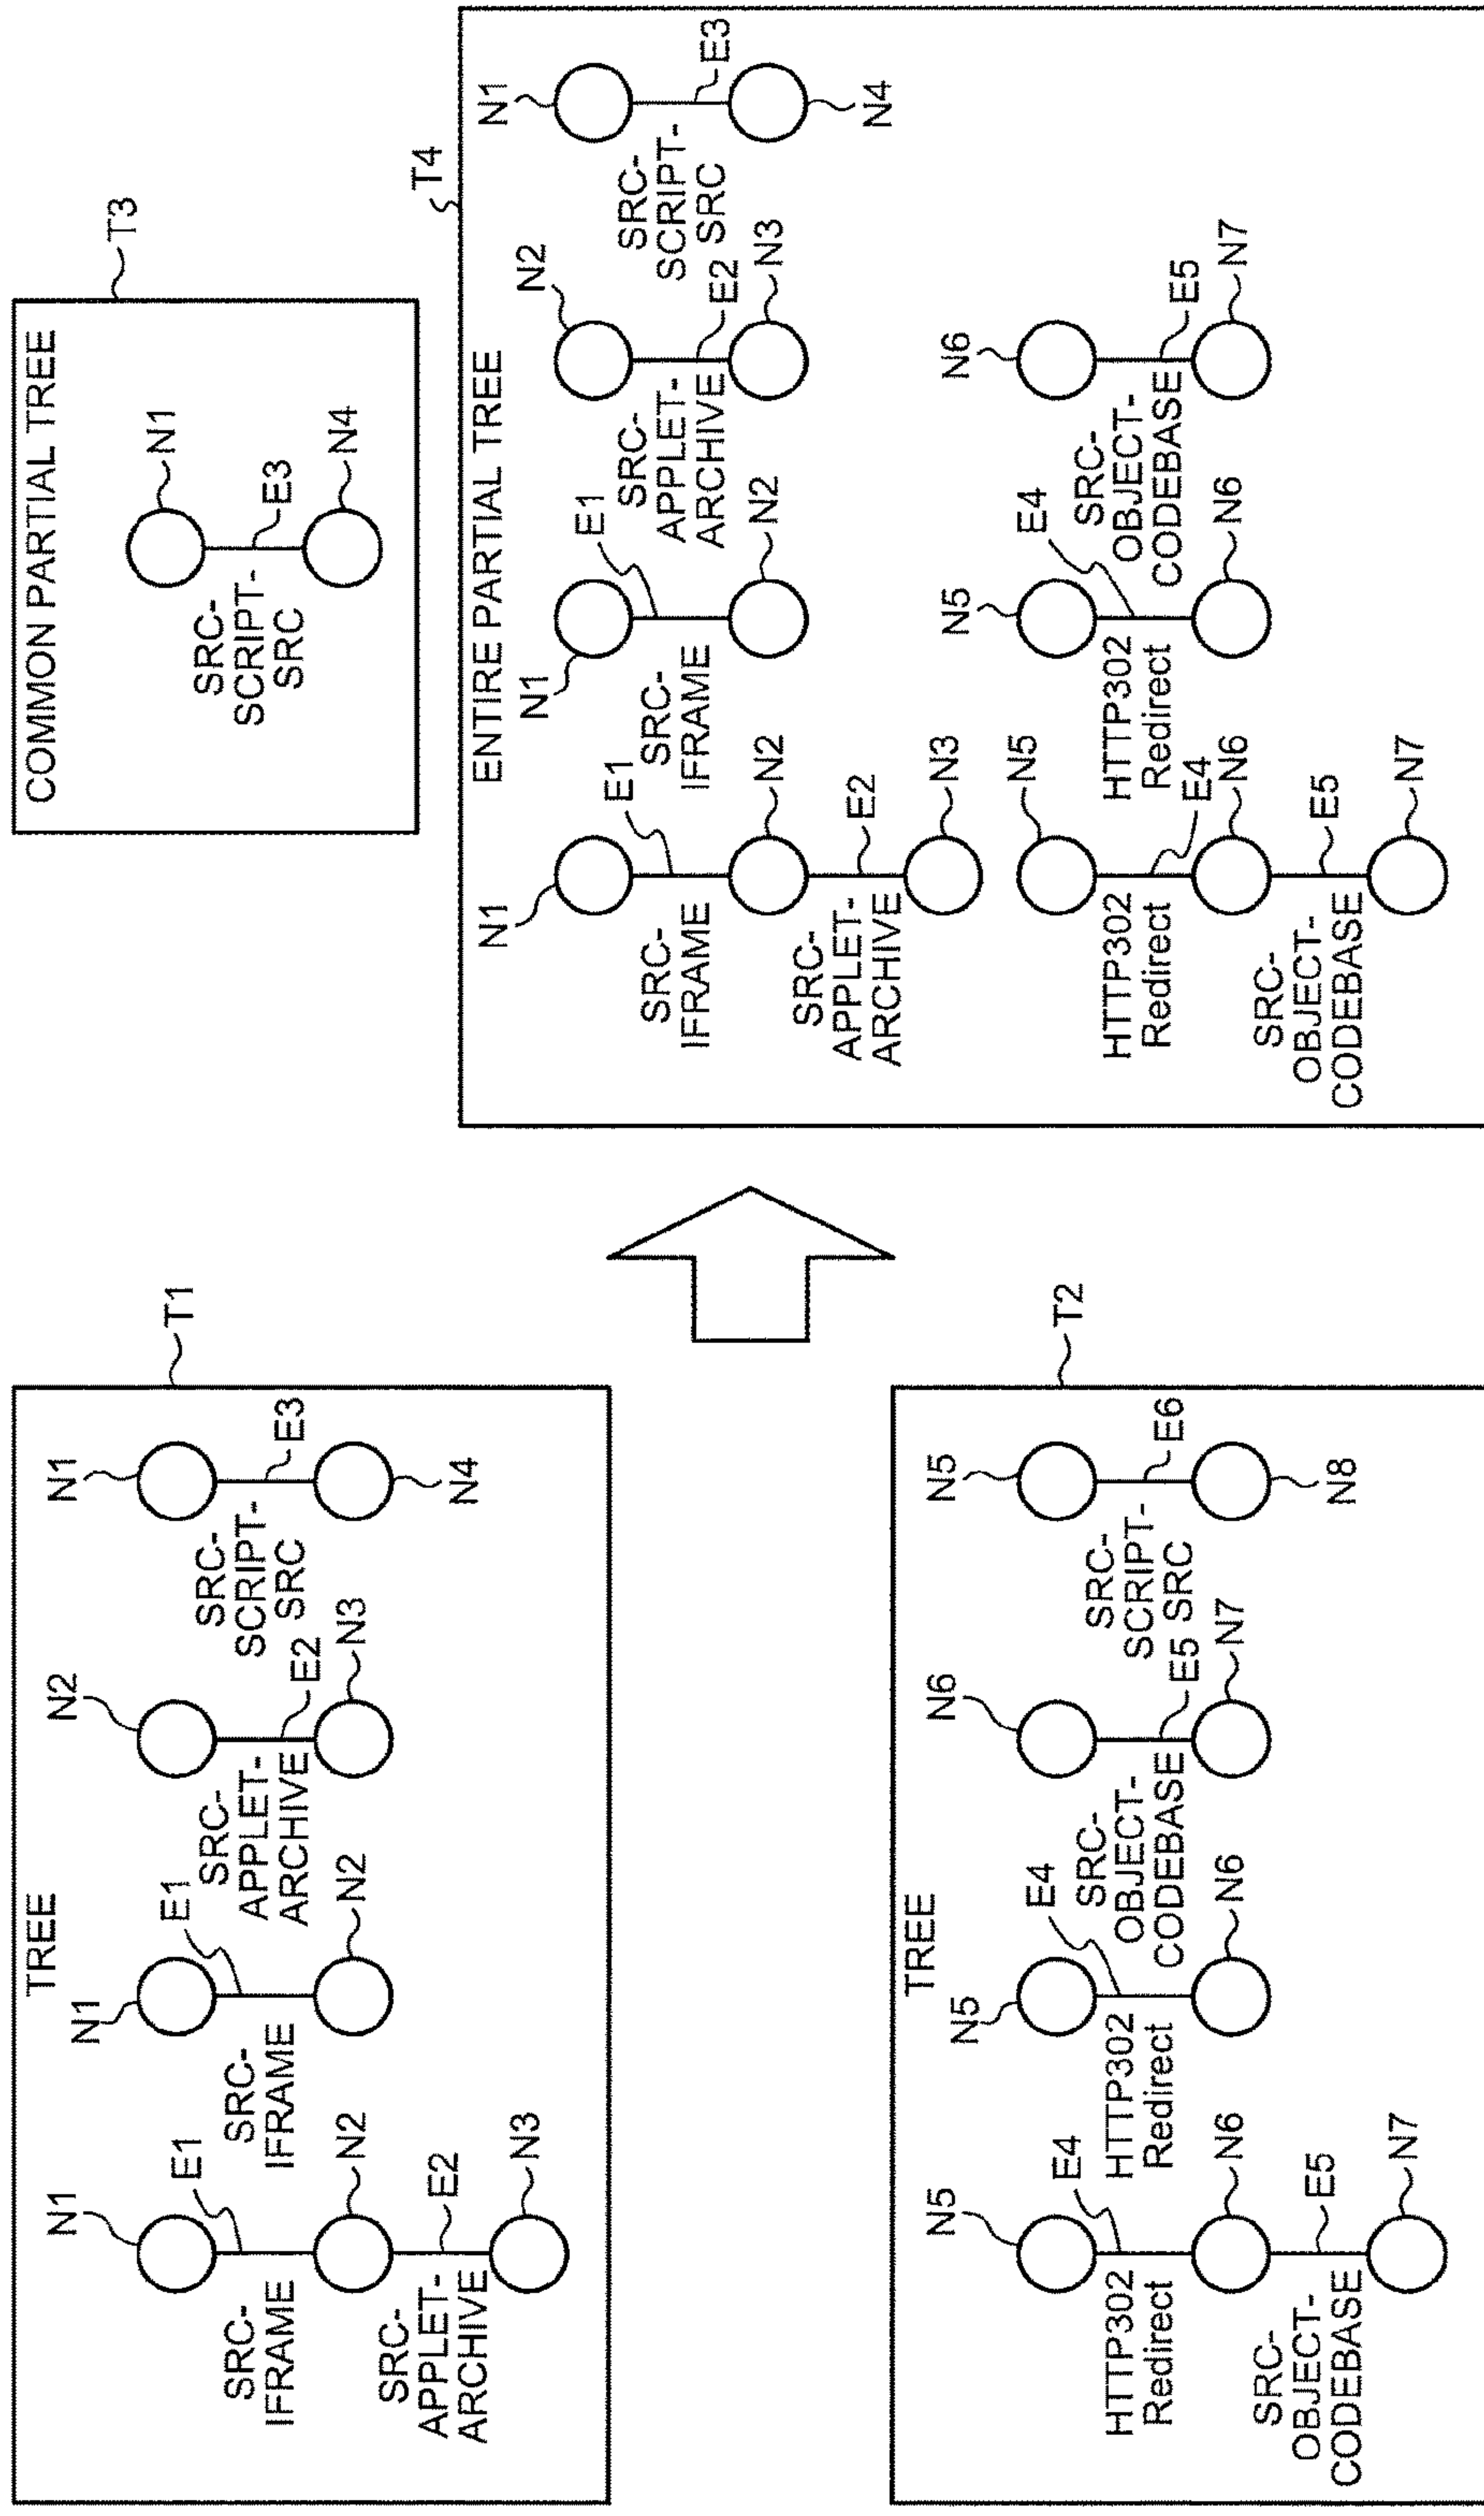 TREE
T1
N1
E1
SRC-
IFRAME
N2
E2
SRC-
APPLET-
ARCHIVE
N3
N1
E1
SRC-
IFRAME
N2
N2
SRC-
APPLET-
ARCHIVE
E2
N3
N1
SRC-
SCRIPT-
SRC
E3
N4
TREE
T2
N5
E4
HTTP302
Redirect
N6
E5
SRC-
OBJECT-
CODEBASE
N7
N5
E4
HTTP302
Redirect
N6
N6
SRC-
OBJECT-
CODEBASE
E5
N7
N5
SRC-
SCRIPT-
SRC
E6
N8
COMMON PARTIAL TREE
T3
N1
SRC-
SCRIPT-
SRC
E3
N4
ENTIRE PARTIAL TREE
T4
N1
E1
SRC-
IFRAME
N2
E2
SRC-
APPLET-
ARCHIVE
N3
N1
E1
SRC-
IFRAME
N2
N2
SRC-
APPLET-
ARCHIVE
E2
N3
N1
SRC-
SCRIPT-
SRC
E3
N4
N5
HTTP302
Redirect
E4
N6
E5
SRC-
OBJECT-
CODEBASE
N7
N5
E4
HTTP302
Redirect
N6
N6
SRC-
OBJECT-
CODEBASE
E5
N7